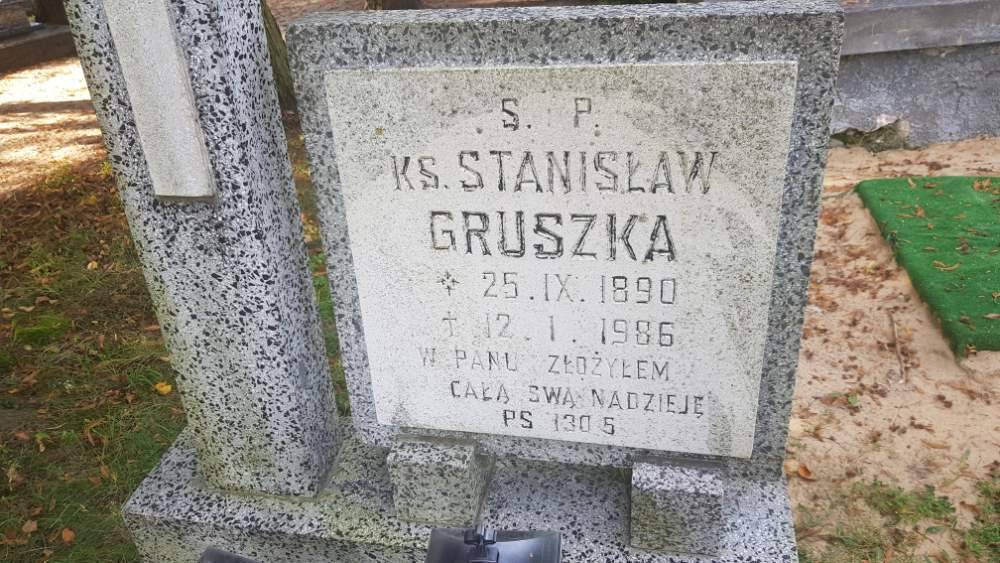 Ś. P.
KS. STANISŁAW
GRUSZKA
* 25. IX. 1890
† 12. I. 1986
W PANU ZŁOŻYŁEM
CAŁĄ SWĄ NADZIEJĘ
PS 130 5